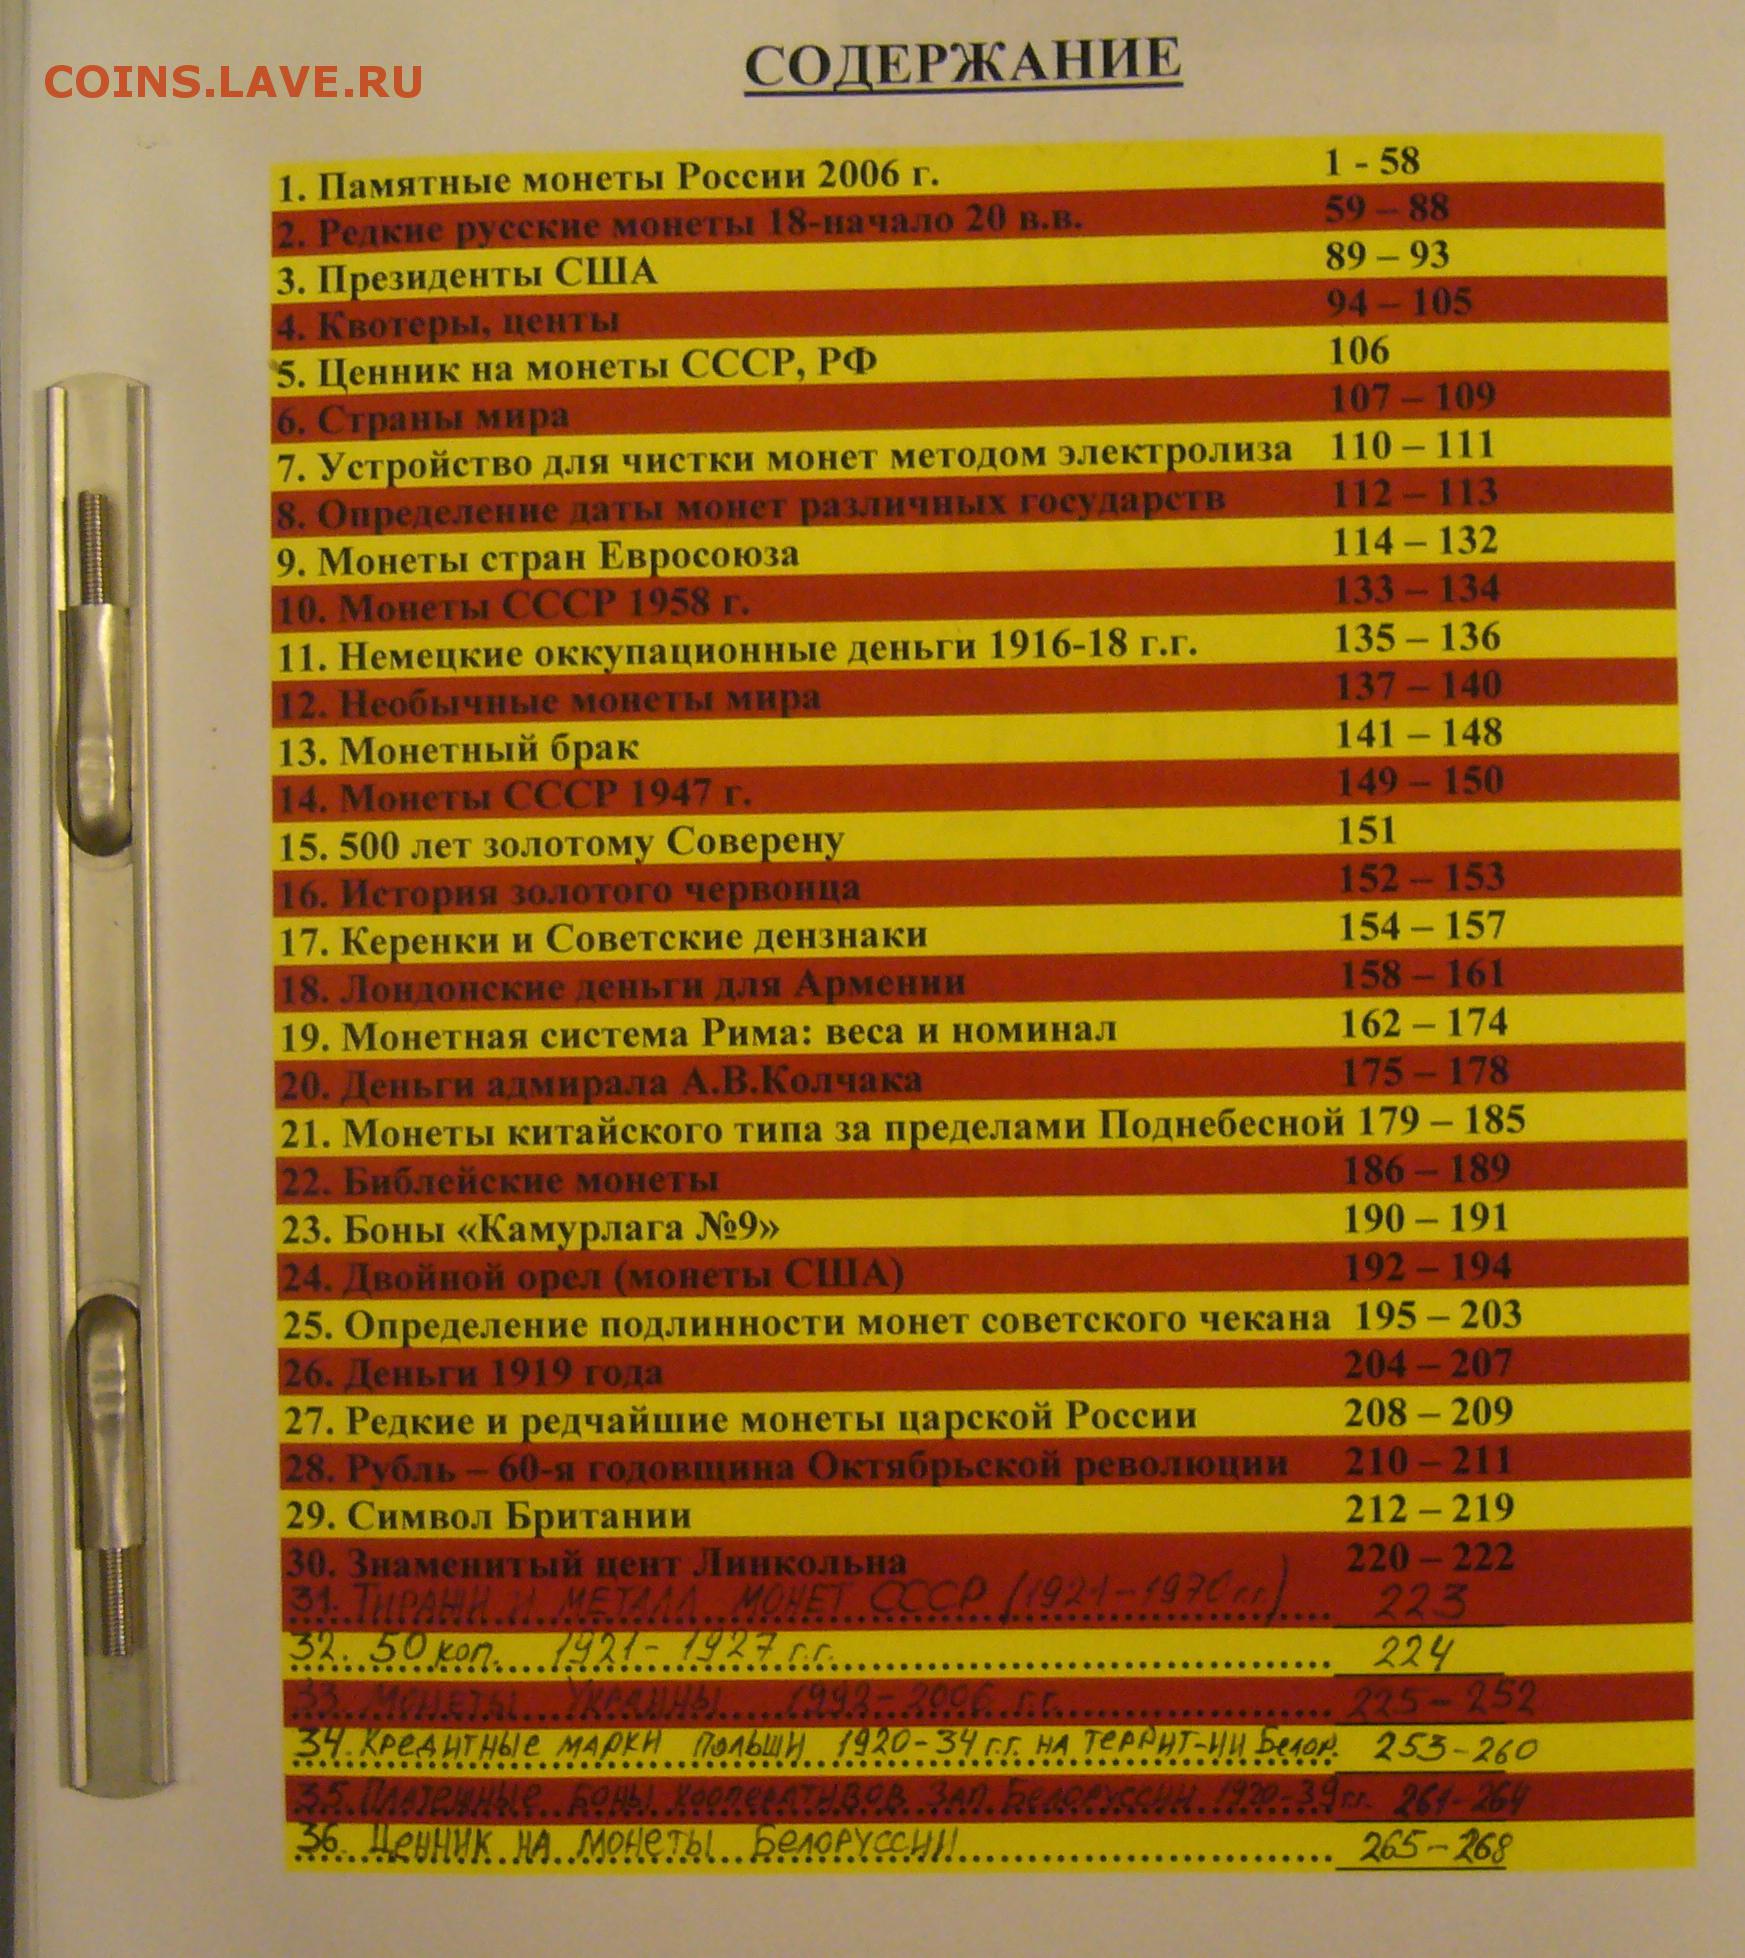 COINS.LAVE.RU
СОДЕРЖАНИЕ
1. Памятные монеты России 2006 г. 1 - 58
2. Редкие русские монеты 18-начало 20 в.в. 59 – 88
3. Президенты США 89 – 93
4. Квотеры, центы 94 – 105
5. Ценник на монеты СССР, РФ 106
6. Страны мира 107 – 109
7. Устройство для чистки монет методом электролиза 110 – 111
8. Определение даты монет различных государств 112 – 113
9. Монеты стран Евросоюза 114 – 132
10. Монеты СССР 1958 г. 133 – 134
11. Немецкие оккупационные деньги 1916-18 г.г. 135 – 136
12. Необычные монеты мира 137 – 140
13. Монетный брак 141 – 148
14. Монеты СССР 1947 г. 149 – 150
15. 500 лет золотому Соверену 151
16. История золотого червонца 152 – 153
17. Керенки и Советские дензнаки 154 – 157
18. Лондонские деньги для Армении 158 – 161
19. Монетная система Рима: веса и номинал 162 – 174
20. Деньги адмирала А.В.Колчака 175 – 178
21. Монеты китайского типа за пределами Поднебесной 179 – 185
22. Библейские монеты 186 – 189
23. Боны «Камурлага №9» 190 – 191
24. Двойной орел (монеты США) 192 – 194
25. Определение подлинности монет советского чекана 195 – 203
26. Деньги 1919 года 204 – 207
27. Редкие и редчайшие монеты царской России 208 – 209
28. Рубль – 60-я годовщина Октябрьской революции 210 – 211
29. Символ Британии 212 – 219
30. Знаменитый цент Линкольна 220 – 222
31. Тиражи и металл монет СССР (1921-1970 г.г.) 223
32. 50 коп. 1921-1927 г.г. 224
33. Монеты Украины 1992-2006 г.г. 225-252
34. Кредитные марки Польши 1920-34 г.г. на террит-ии Белор. 253-260
35. Платежные боны кооперативов Зап. Белоруссии 1920-39 г.г. 261-264
36. Ценник на монеты Белоруссии 265-268